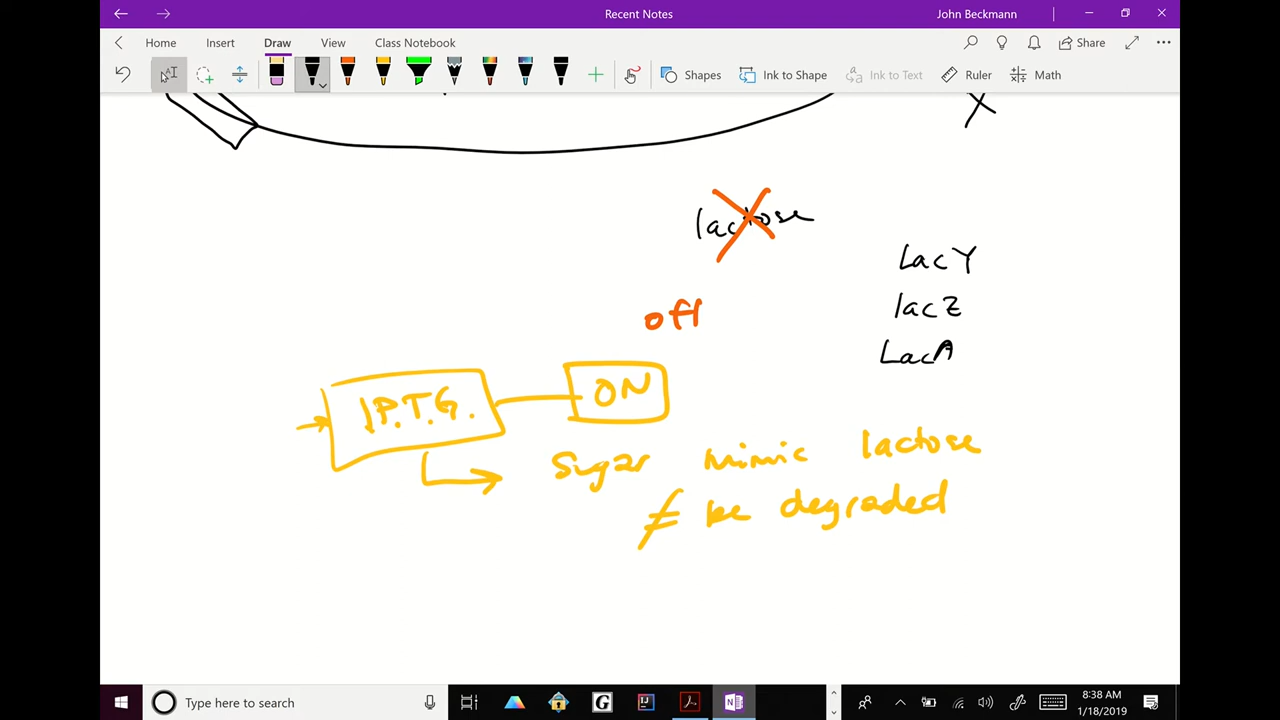 Recent Notes
John Beckmann
Home Insert Draw View Class Notebook
Share
Shapes Ink to Shape Ink to Text Ruler Math
X
lactose
LacY
lacZ
LacA
off
I.P.T.G.
ON
Sugar mimic lactose
≠ be degraded
Type here to search
8:38 AM
1/18/2019